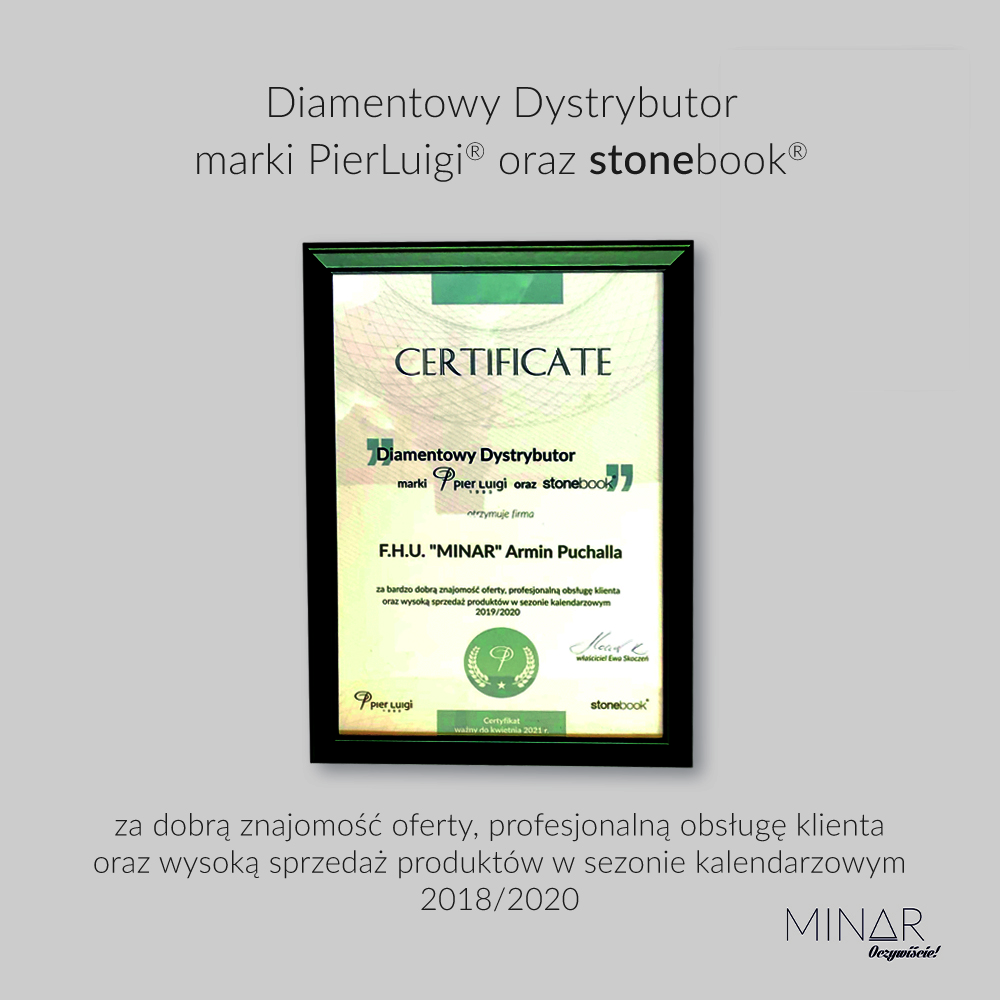 Diamentowy Dystrybutor
marki PierLuigi® oraz stonebook®
CERTIFICATE
„Diamentowy Dystrybutor
marki Pier Luigi oraz stonebook”
1990
otrzymuje firma
F.H.U. "MINAR" Armin Puchalla
za bardzo dobrą znajomość oferty, profesjonalną obsługę klienta
oraz wysoką sprzedaż produktów w sezonie kalendarzowym
2019/2020
właściciel Ewa Skoczeń
Pier Luigi
1990
stonebook®
Certyfikat
ważny do kwietnia 2021 r.
za dobrą znajomość oferty, profesjonalną obsługę klienta
oraz wysoką sprzedaż produktów w sezonie kalendarzowym
2018/2020
MINAR
Oczywiście!